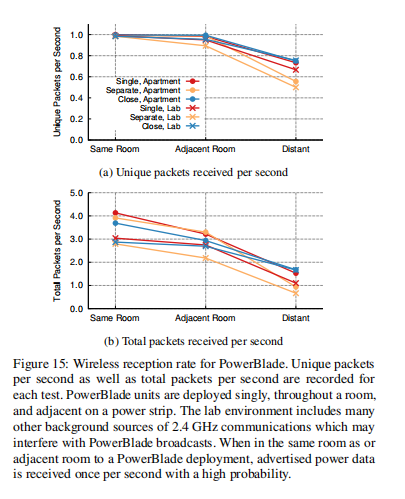 1.0
0.8
0.6
0.4
0.2
0.0
Unique Packets per Second
Single, Apartment
Separate, Apartment
Close, Apartment
Single, Lab
Separate, Lab
Close, Lab
Same Room Adjacent Room Distant
(a) Unique packets received per second
5.0
4.0
3.0
2.0
1.0
0.0
Total Packets per Second
Same Room Adjacent Room Distant
(b) Total packets received per second
Figure 15: Wireless reception rate for PowerBlade. Unique packets
per second as well as total packets per second are recorded for
each test. PowerBlade units are deployed singly, throughout a room,
and adjacent on a power strip. The lab environment includes many
other background sources of 2.4 GHz communications which may
interfere with PowerBlade broadcasts. When in the same room as or
adjacent room to a PowerBlade deployment, advertised power data
is received once per second with a high probability.